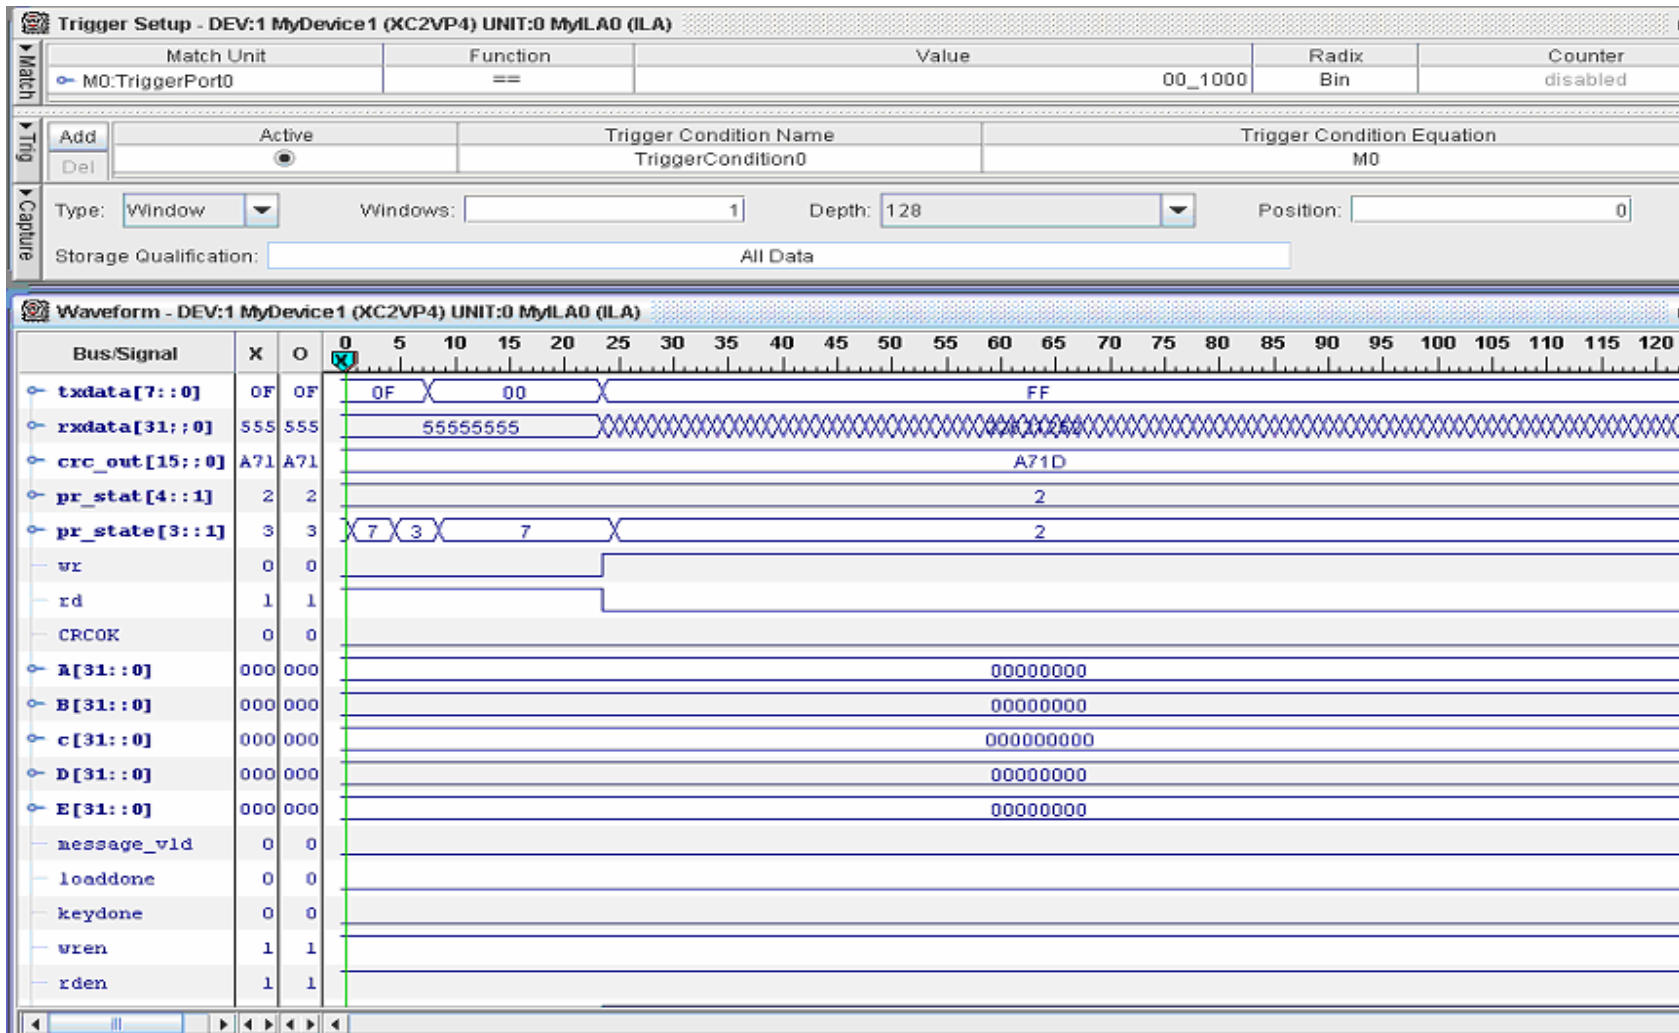 Trigger Setup - DEV:1 MyDevice1 (XC2VP4) UNIT:0 MyILA0 (ILA)
Match
Match Unit Function Value Radix Counter
M0:TriggerPort0 == 00_1000 Bin disabled
Trig
Add Active Trigger Condition Name Trigger Condition Equation
Del TriggerCondition0 M0
Capture
Type: Window Windows: 1 Depth: 128 Position: 0
Storage Qualification: All Data
Waveform - DEV:1 MyDevice1 (XC2VP4) UNIT:0 MyILA0 (ILA)
Bus/Signal X O 0 5 10 15 20 25 30 35 40 45 50 55 60 65 70 75 80 85 90 95 100 105 110 115 120
X
txdata[7::0] 0F 0F 0F 00 FF
rxdata[31;;0] 555 555 55555555
crc_out[15;;0] A71 A71 A71D
pr_stat[4::1] 2 2 2
pr_state[3::1] 3 3 7 3 7 2
wr 0 0
rd 1 1
CRCOK 0 0
A[31::0] 000 000 00000000
B[31::0] 000 000 00000000
c[31::0] 000 000 000000000
D[31::0] 000 000 00000000
E[31::0] 000 000 00000000
message_vld 0 0
loaddone 0 0
keydone 0 0
wren 1 1
rden 1 1